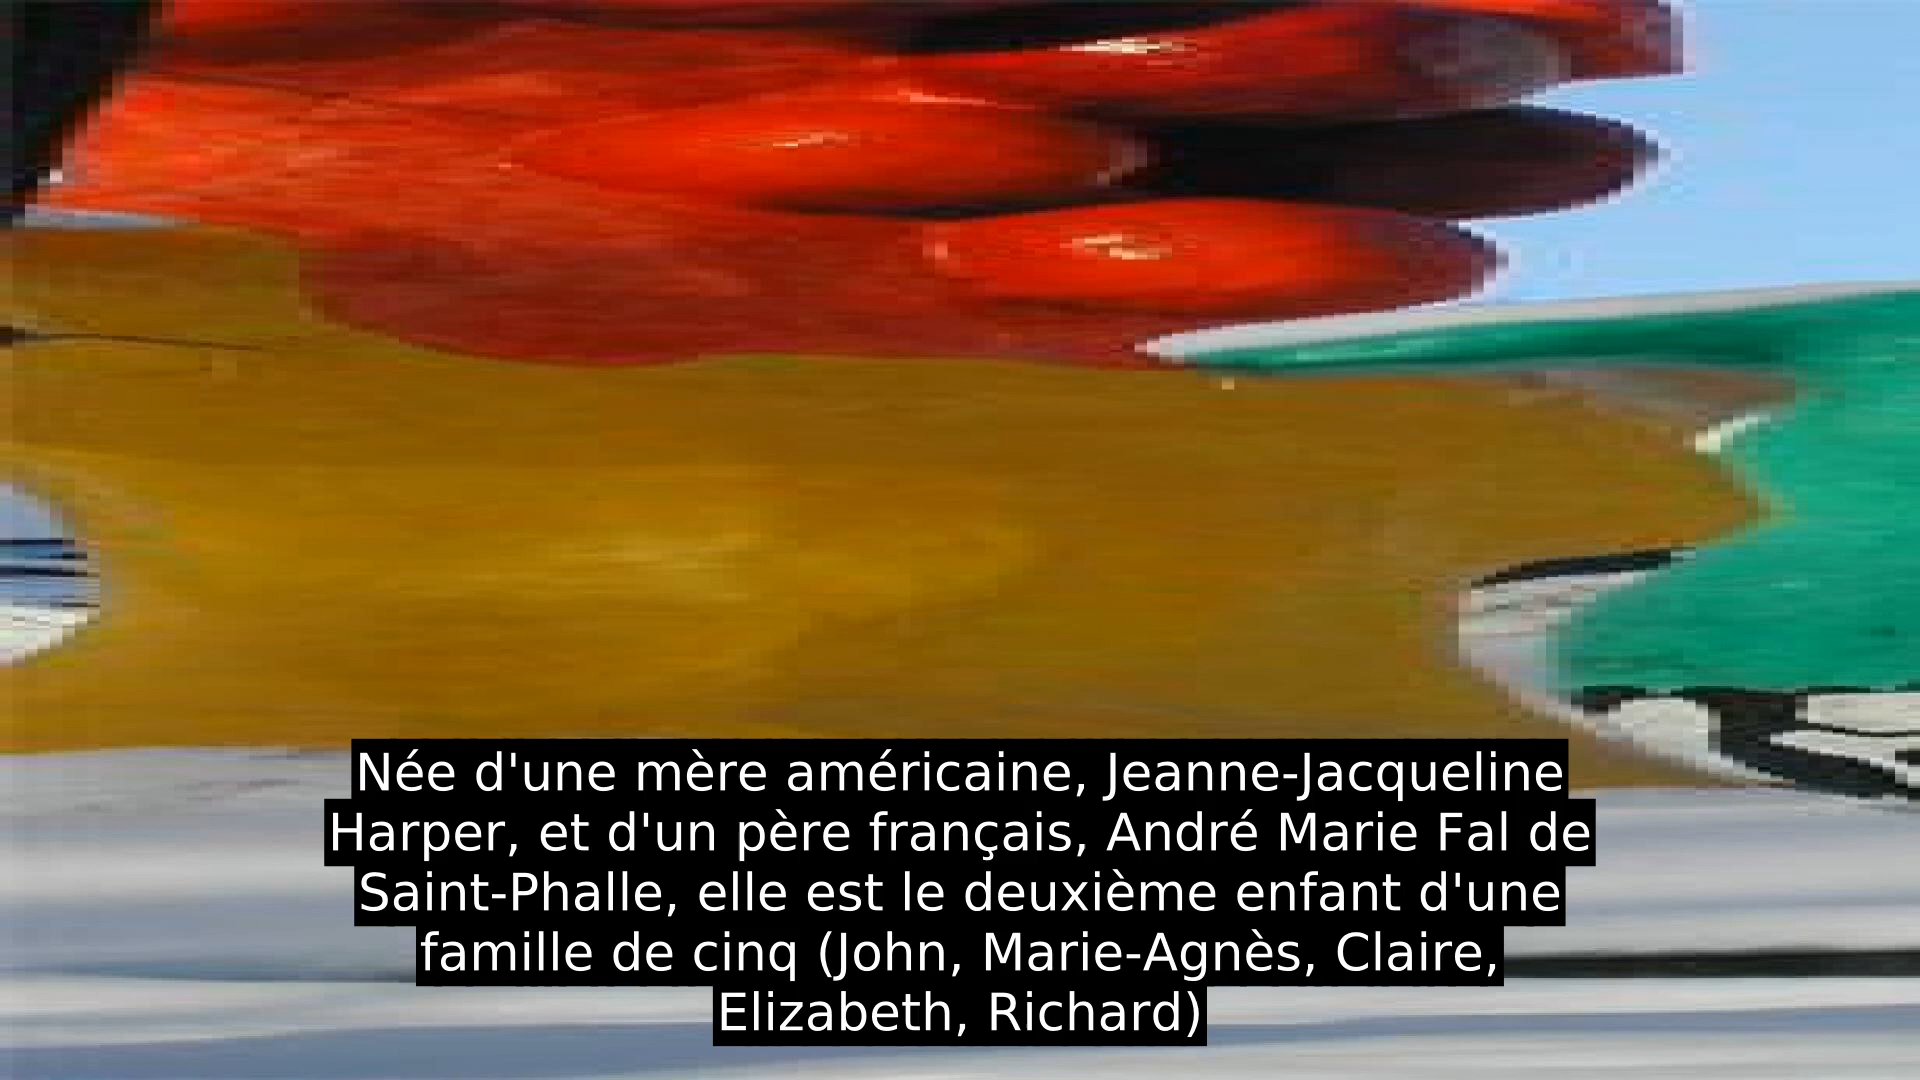 Née d'une mère américaine, Jeanne-Jacqueline
Harper, et d'un père français, André Marie Fal de
Saint-Phalle, elle est le deuxième enfant d'une
famille de cinq (John, Marie-Agnès, Claire,
Elizabeth, Richard)